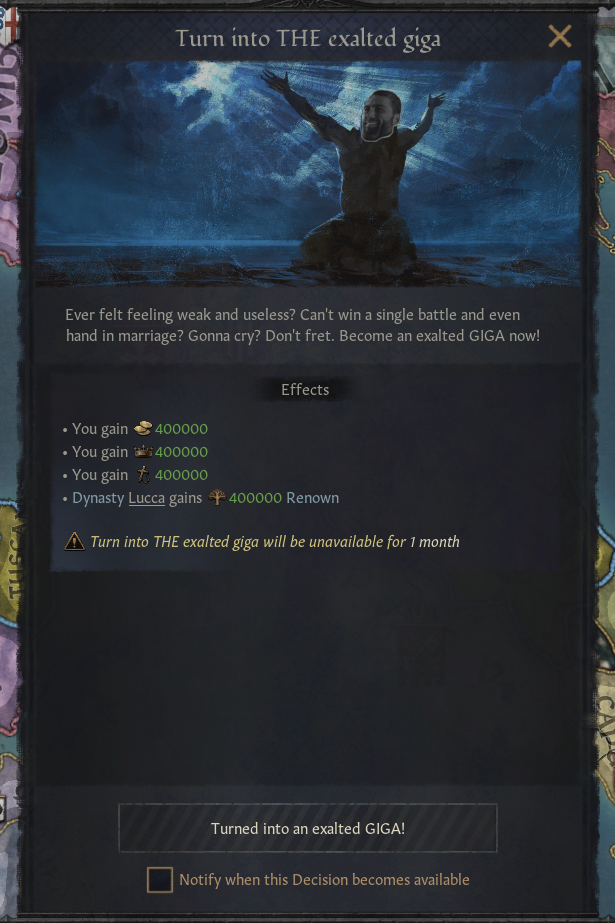 Turn into THE exalted giga
Ever felt feeling weak and useless? Can't win a single battle and even
hand in marriage? Gonna cry? Don't fret. Become an exalted GIGA now!
Effects
• You gain 400000
• You gain 400000
• You gain 400000
• Dynasty Lucca gains 400000 Renown
Turn into THE exalted giga will be unavailable for 1 month
Turned into an exalted GIGA!
Notify when this Decision becomes available